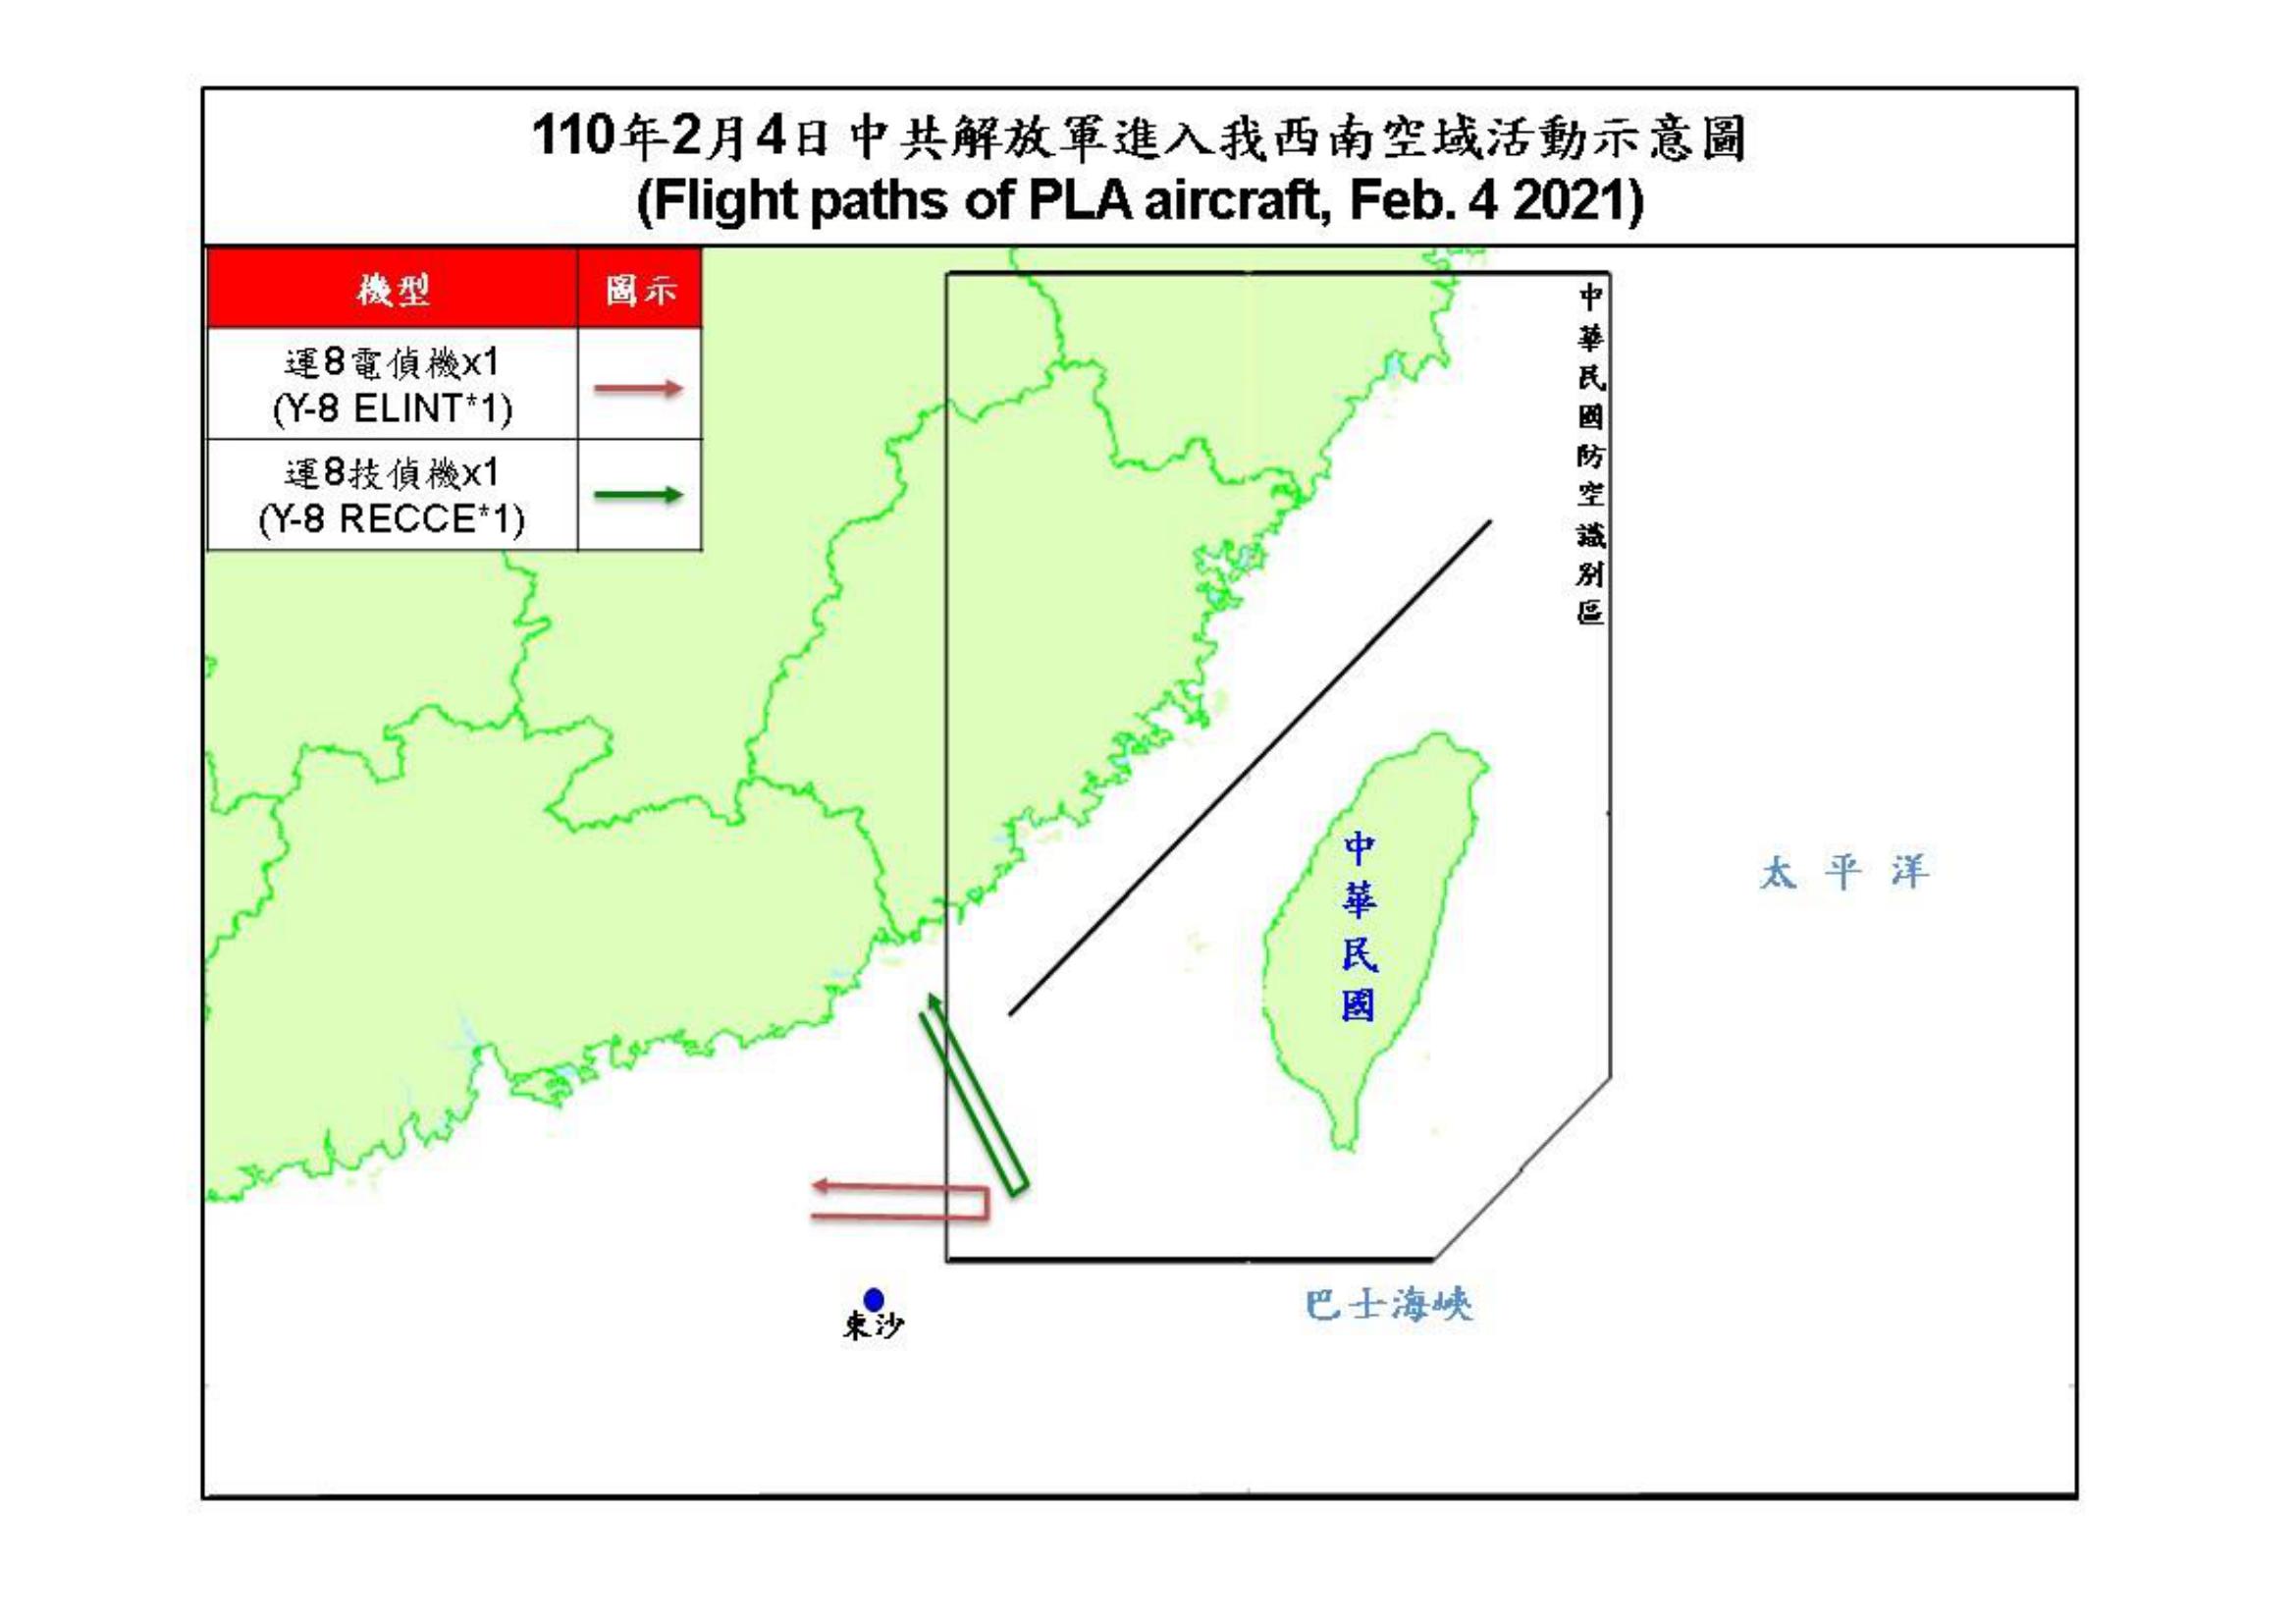 110年2月4日中共解放軍進入我西南空域活動示意圖
(Flight paths of PLA aircraft, Feb. 4 2021)
機型 圖示
運8電偵機x1
(Y-8 ELINT*1)
運8技偵機x1
(Y-8 RECCE*1)
中華民國防空識別區
中華民國
太平洋
巴士海峽
東沙